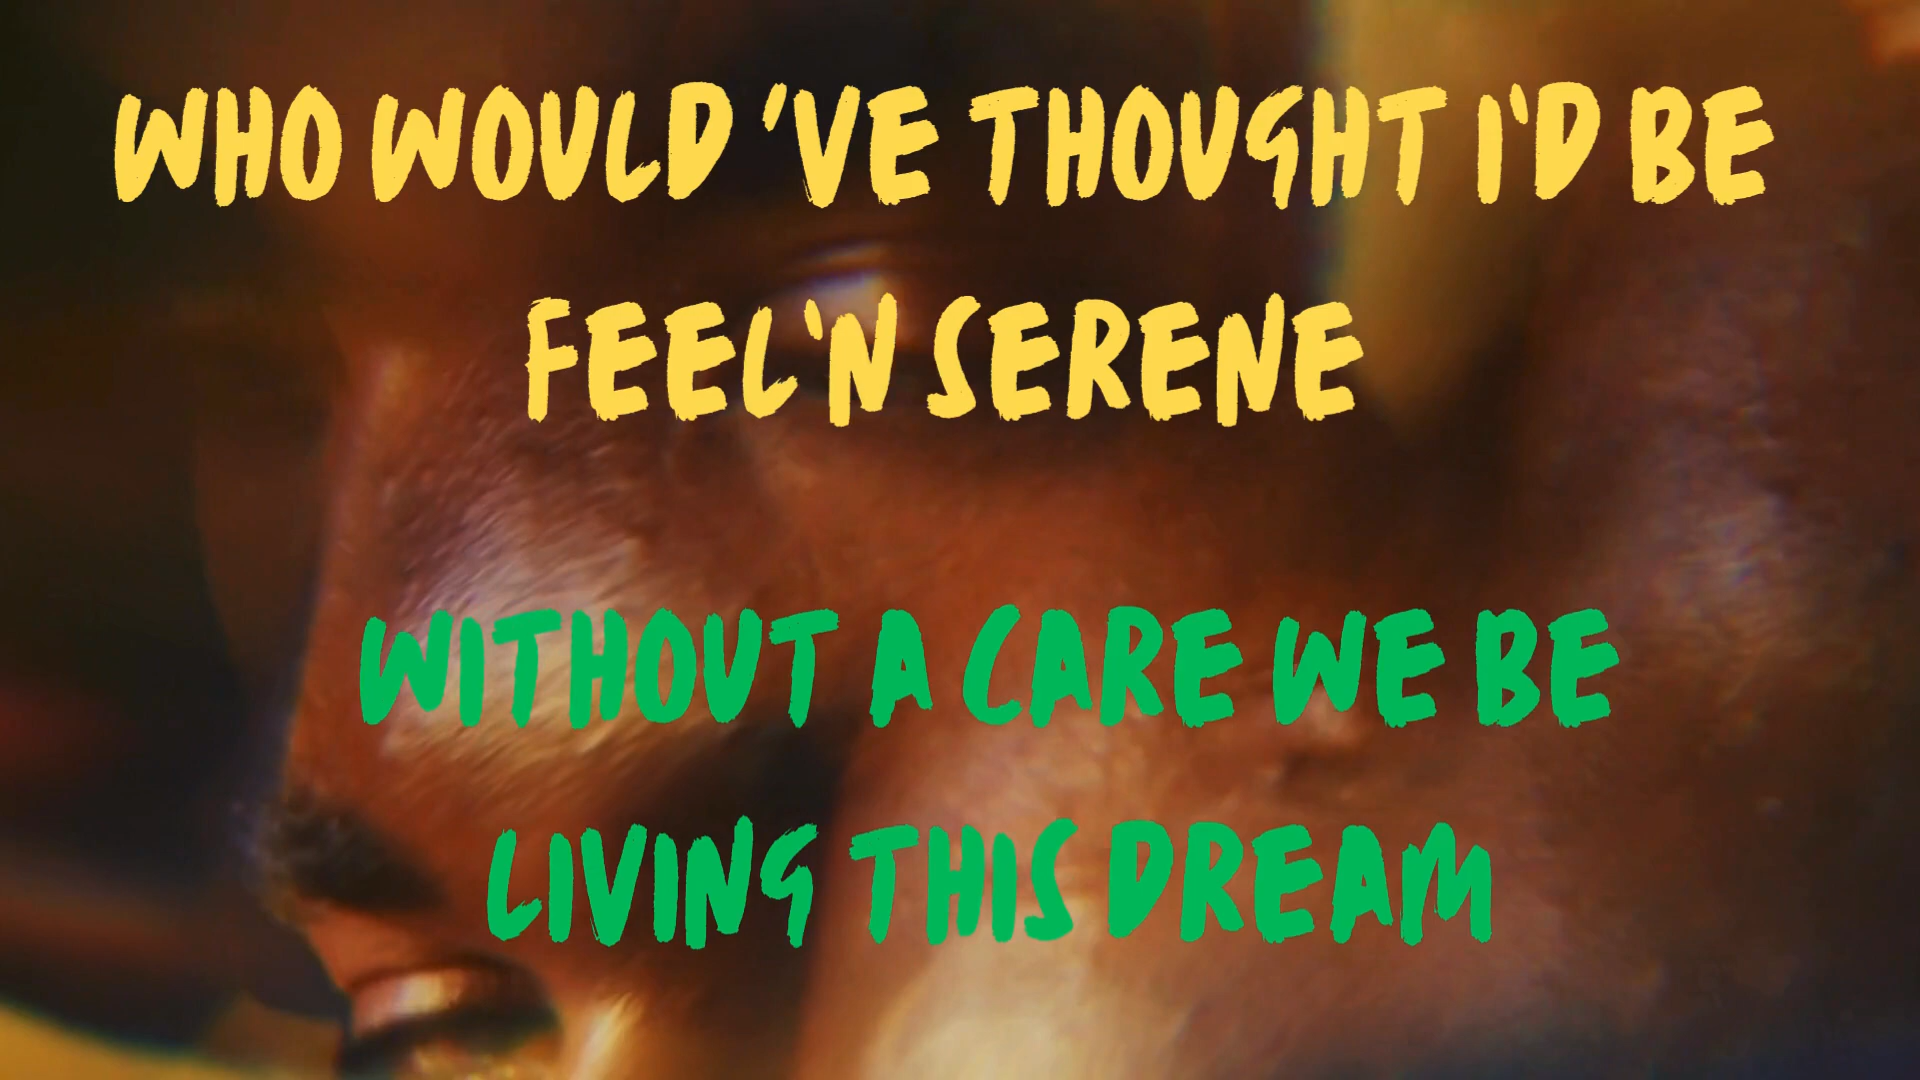 WHO WOULD 'VE THOUGHT I'D BE
FEEL'N SERENE
WITHOUT A CARE WE BE
LIVING THIS DREAM